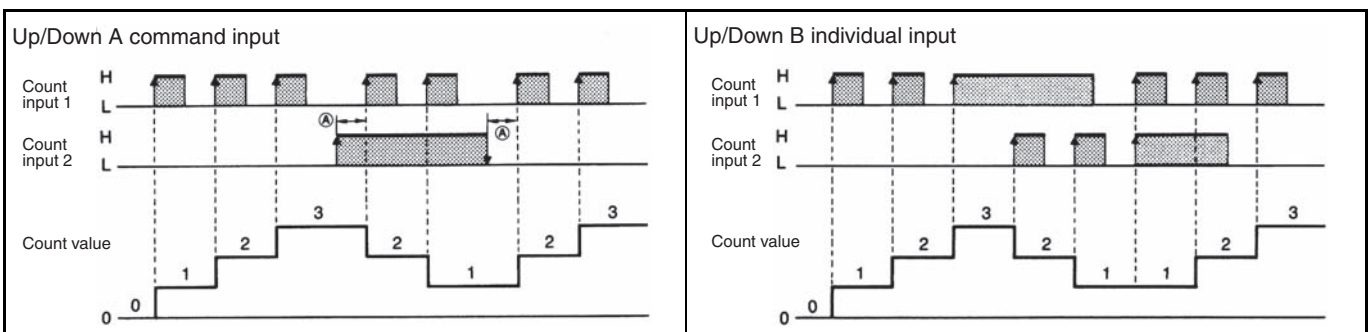 Up/Down A command input
Count input 1
H
L
Ⓐ
Ⓐ
Count input 2
H
L
Count value
0
0
1
2
3
2
1
2
3
Up/Down B individual input
Count input 1
H
L
Count input 2
H
L
Count value
0
0
1
2
3
2
1
1
2
3